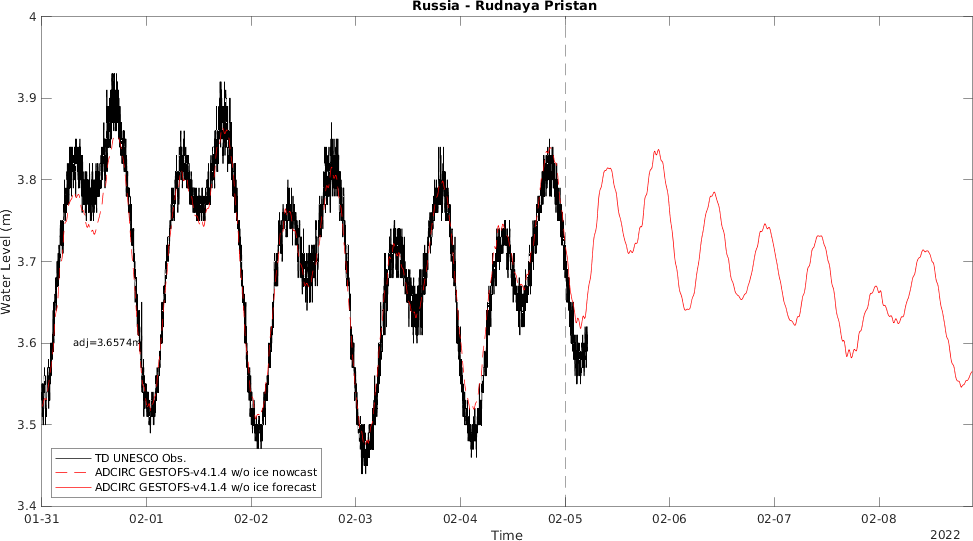 Russia - Rudnaya Pristan
Water Level (m)
4
3.9
3.8
3.7
3.6
3.5
3.4
adj=3.6574m
TD UNESCO Obs.
ADCIRC GESTOFS-v4.1.4 w/o ice nowcast
ADCIRC GESTOFS-v4.1.4 w/o ice forecast
01-31 02-01 02-02 02-03 02-04 02-05 02-06 02-07 02-08
Time
2022